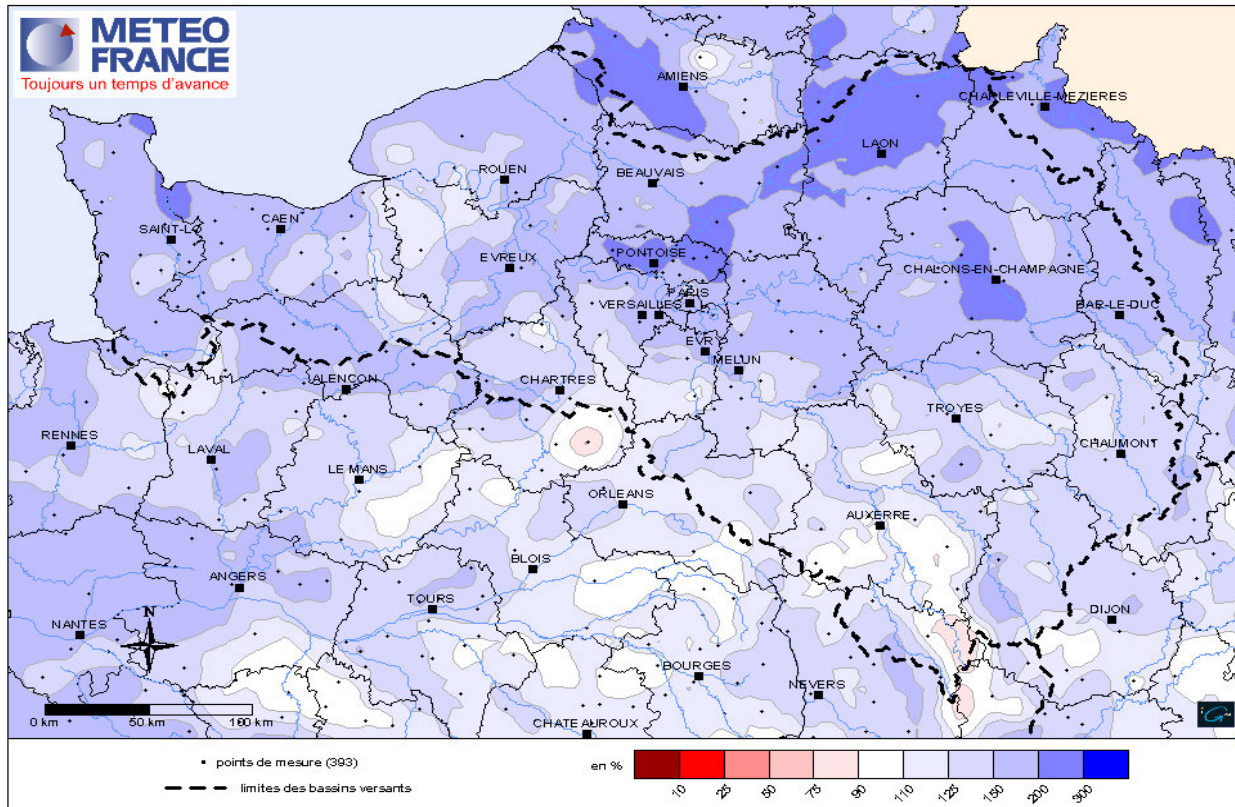 METEO
FRANCE
Toujours un temps d'avance
AMIENS
CHARLEVILLE-MEZIERES
LAON
ROUEN
BEAUVAIS
CAEN
SAINT-LO
EVREUX
PONTOISE
CHALONS-EN-CHAMPAGNE
PARIS
VERSAILLES
BAR-LE-DUC
EVRY
MELUN
ALENCON
CHARTRES
TROYES
RENNES
LAVAL
CHAUMONT
LE MANS
ORLEANS
AUXERRE
BLOIS
ANGERS
TOURS
N
NANTES
DIJON
BOURGES
NEVERS
0 km 50 km 100 km
CHATEAUROUX
points de mesure (393)
limites des bassins versants
en %
10 25 50 75 90 110 125 150 200 300